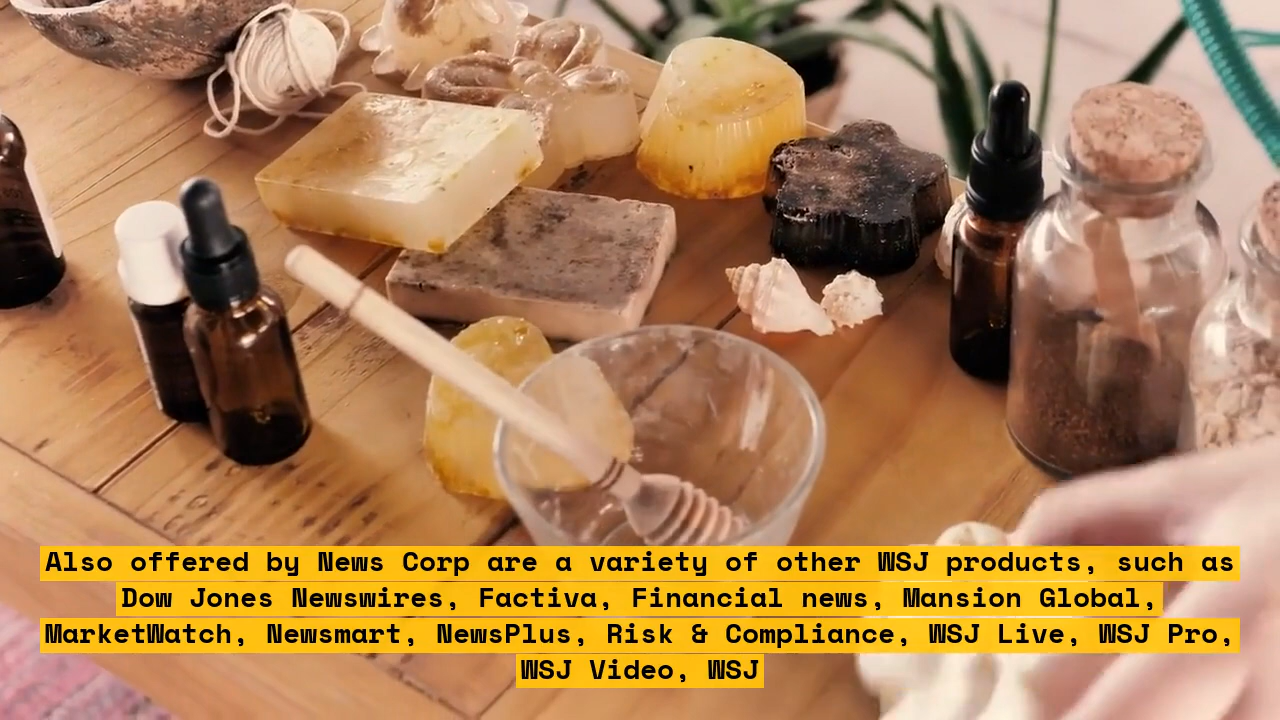 Also offered by News Corp are a variety of other WSJ products, such as
Dow Jones Newswires, Factiva, Financial news, Mansion Global,
MarketWatch, Newsmart, NewsPlus, Risk & Compliance, WSJ Live, WSJ Pro,
WSJ Video, WSJ